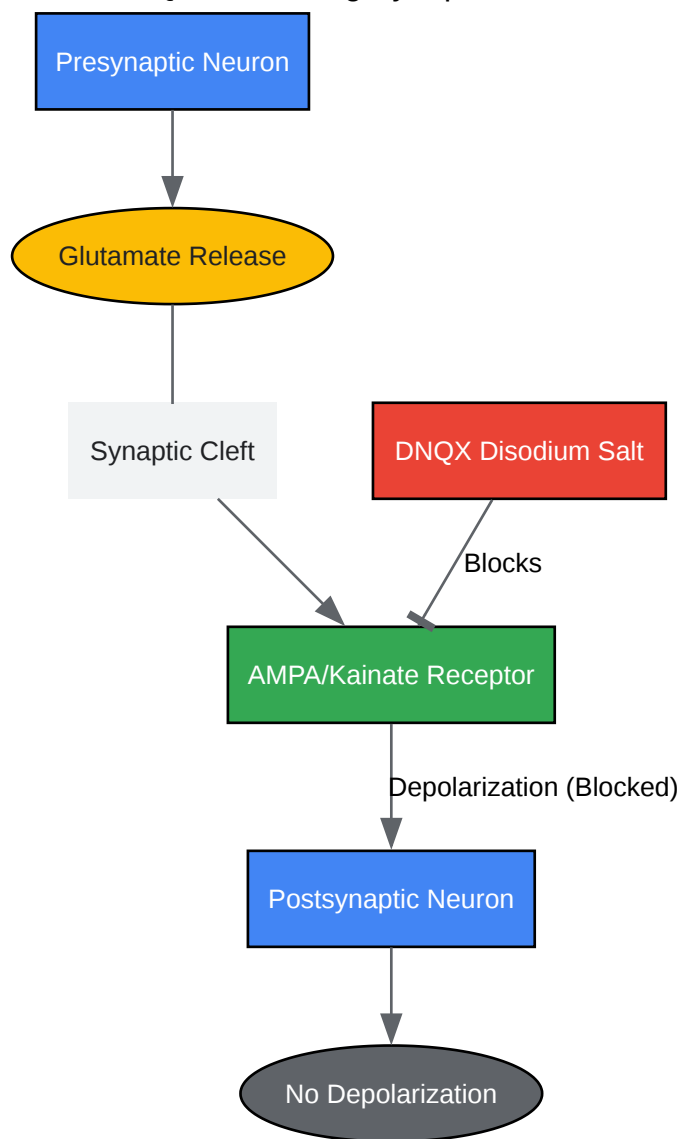 Presynaptic Neuron
Glutamate Release
Synaptic Cleft
DNQX Disodium Salt
Blocks
AMPA/Kainate Receptor
Depolarization (Blocked)
Postsynaptic Neuron
No Depolarization